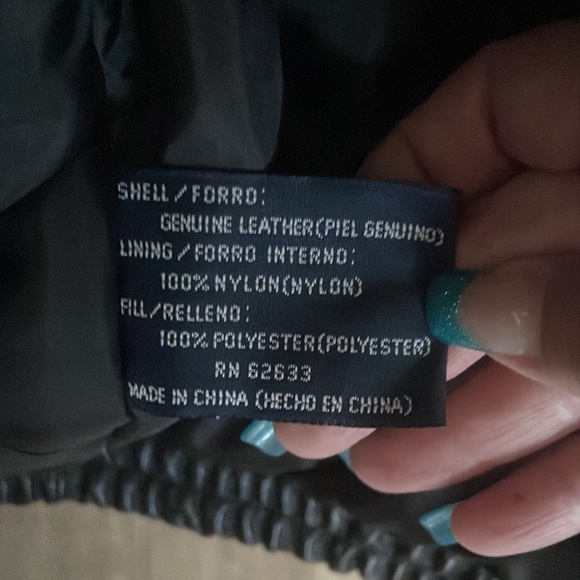 SHELL/FORRO:
GENUINE LEATHER(PIEL GENUINO)
LINING/FORRO INTERNO:
100% NYLON(NYLON)
FILL/RELLENO:
100% POLYESTER(POLYESTER)
RN 62633
MADE IN CHINA (HECHO EN CHINA)